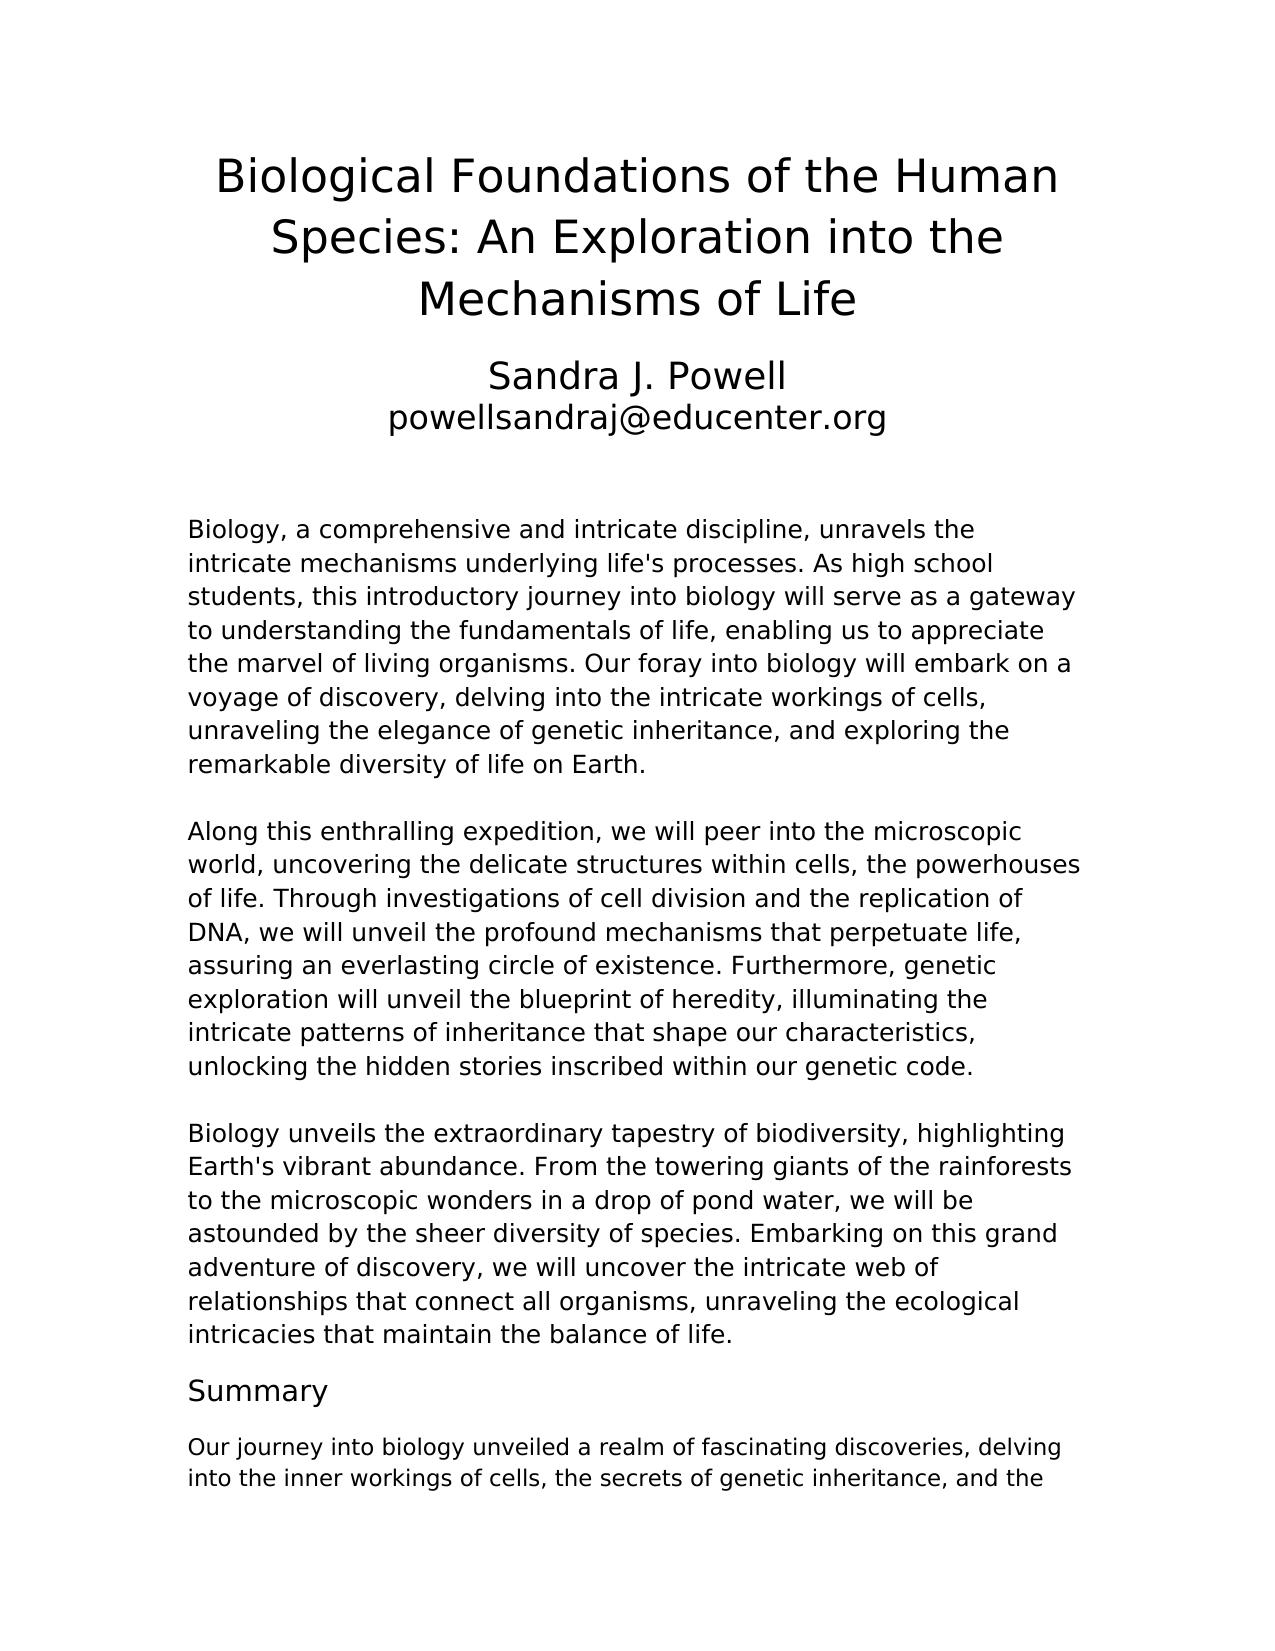 Biological Foundations of the Human
Species: An Exploration into the
Mechanisms of Life
Sandra J. Powell
powellsandraj@educenter.org
Biology, a comprehensive and intricate discipline, unravels the
intricate mechanisms underlying life's processes. As high school
students, this introductory journey into biology will serve as a gateway
to understanding the fundamentals of life, enabling us to appreciate
the marvel of living organisms. Our foray into biology will embark on a
voyage of discovery, delving into the intricate workings of cells,
unraveling the elegance of genetic inheritance, and exploring the
remarkable diversity of life on Earth.
Along this enthralling expedition, we will peer into the microscopic
world, uncovering the delicate structures within cells, the powerhouses
of life. Through investigations of cell division and the replication of
DNA, we will unveil the profound mechanisms that perpetuate life,
assuring an everlasting circle of existence. Furthermore, genetic
exploration will unveil the blueprint of heredity, illuminating the
intricate patterns of inheritance that shape our characteristics,
unlocking the hidden stories inscribed within our genetic code.
Biology unveils the extraordinary tapestry of biodiversity, highlighting
Earth's vibrant abundance. From the towering giants of the rainforests
to the microscopic wonders in a drop of pond water, we will be
astounded by the sheer diversity of species. Embarking on this grand
adventure of discovery, we will uncover the intricate web of
relationships that connect all organisms, unraveling the ecological
intricacies that maintain the balance of life.
Summary
Our journey into biology unveiled a realm of fascinating discoveries, delving
into the inner workings of cells, the secrets of genetic inheritance, and the